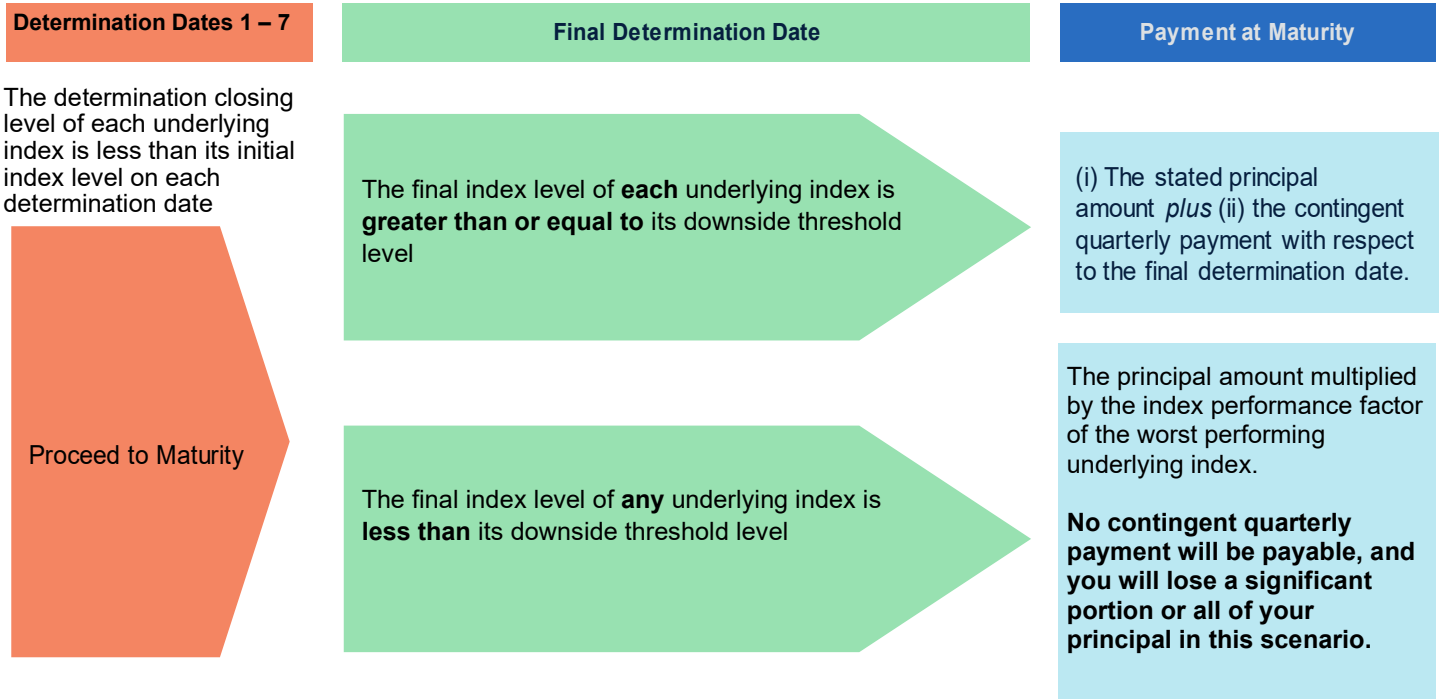 Determination Dates 1 – 7
Final Determination Date
Payment at Maturity
The determination closing
level of each underlying
index is less than its initial
index level on each
determination date
Proceed to Maturity
The final index level of each underlying index is
greater than or equal to its downside threshold
level
(i) The stated principal
amount plus (ii) the contingent
quarterly payment with respect
to the final determination date.
The final index level of any underlying index is
less than its downside threshold level
The principal amount multiplied
by the index performance factor
of the worst performing
underlying index.
No contingent quarterly
payment will be payable, and
you will lose a significant
portion or all of your
principal in this scenario.